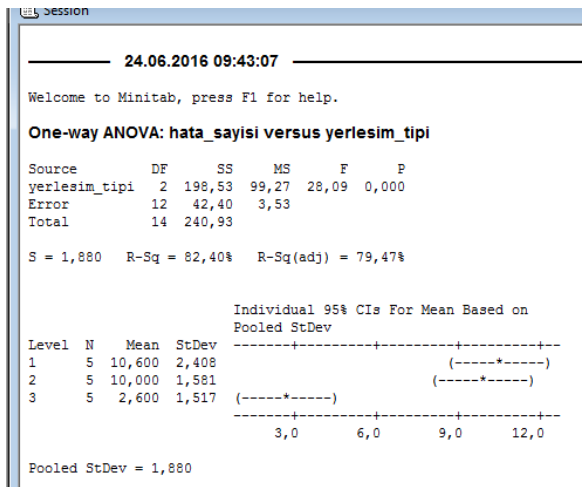 Session
24.06.2016 09:43:07
Welcome to Minitab, press F1 for help.
One-way ANOVA: hata_sayisi versus yerlesim_tipi
Source DF SS MS F P
yerlesim_tipi 2 198,53 99,27 28,09 0,000
Error 12 42,40 3,53
Total 14 240,93
S = 1,880 R-Sq = 82,40% R-Sq(adj) = 79,47%
Individual 95% CIs For Mean Based on
Pooled StDev
Level N Mean StDev -------+---------+---------+---------+--
1 5 10,600 2,408 (-----*-----)
2 5 10,000 1,581 (-----*-----)
3 5 2,600 1,517 (-----*-----)
-------+---------+---------+---------+--
3,0 6,0 9,0 12,0
Pooled StDev = 1,880